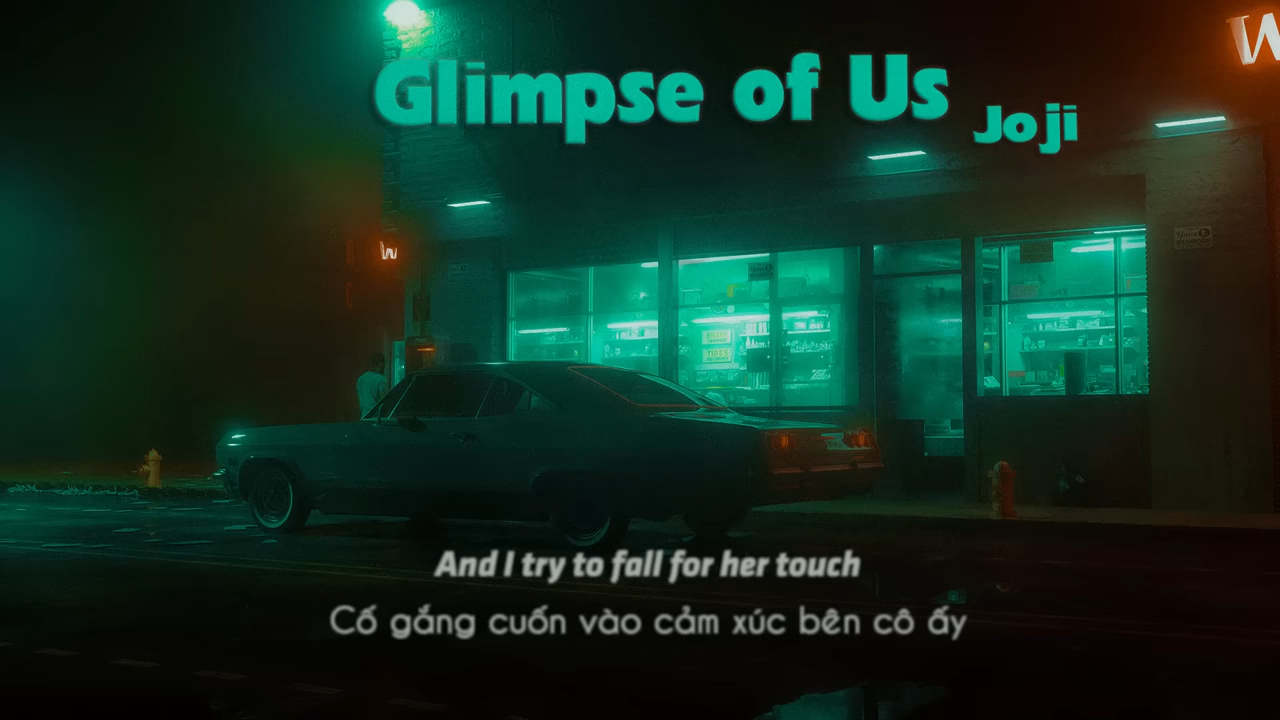 Glimpse of Us
Joji
W
W
And I try to fall for her touch
Cố gắng cuốn vào cảm xúc bên cô ấy